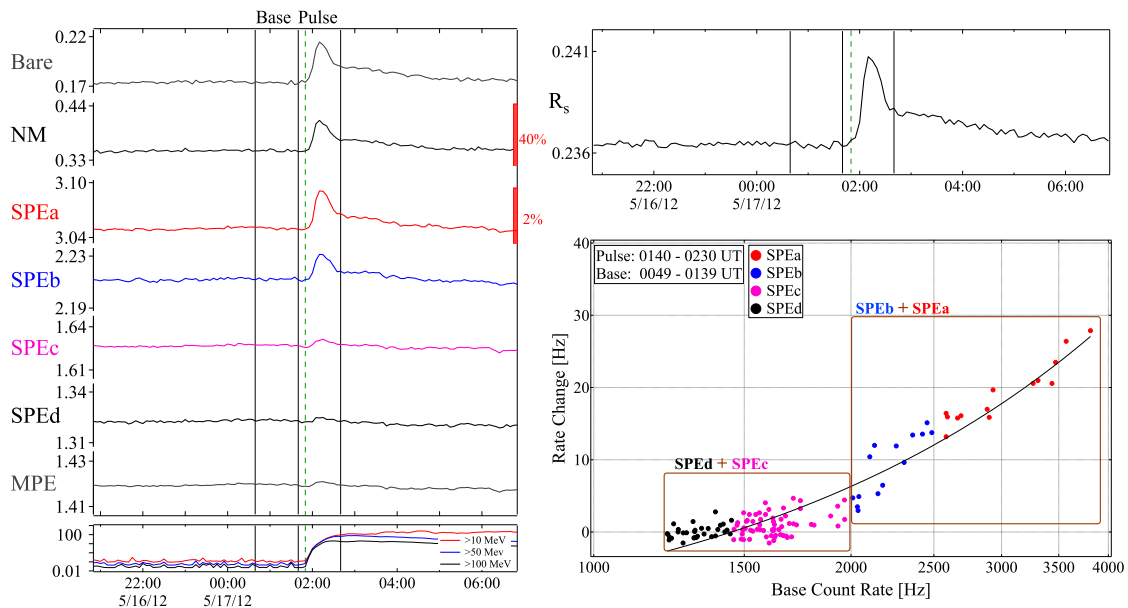 Base Pulse
Bare
0.22
0.17
NM
0.44
0.33
40%
SPEa
3.10
3.04
2%
SPEb
2.23
2.19
SPEc
1.64
1.61
SPEd
1.34
1.31
MPE
1.43
1.41
100
0.01
>10 MeV
>50 Mev
>100 MeV
22:00 00:00 02:00 04:00 06:00
5/16/12 5/17/12
Rs
0.241
0.236
22:00 00:00 02:00 04:00 06:00
5/16/12 5/17/12
Rate Change [Hz]
40
30
20
10
0
Pulse: 0140 - 0230 UT
Base: 0049 - 0139 UT
SPEa
SPEb
SPEc
SPEd
SPEb + SPEa
SPEd + SPEc
1000 1500 2000 2500 3000 3500 4000
Base Count Rate [Hz]